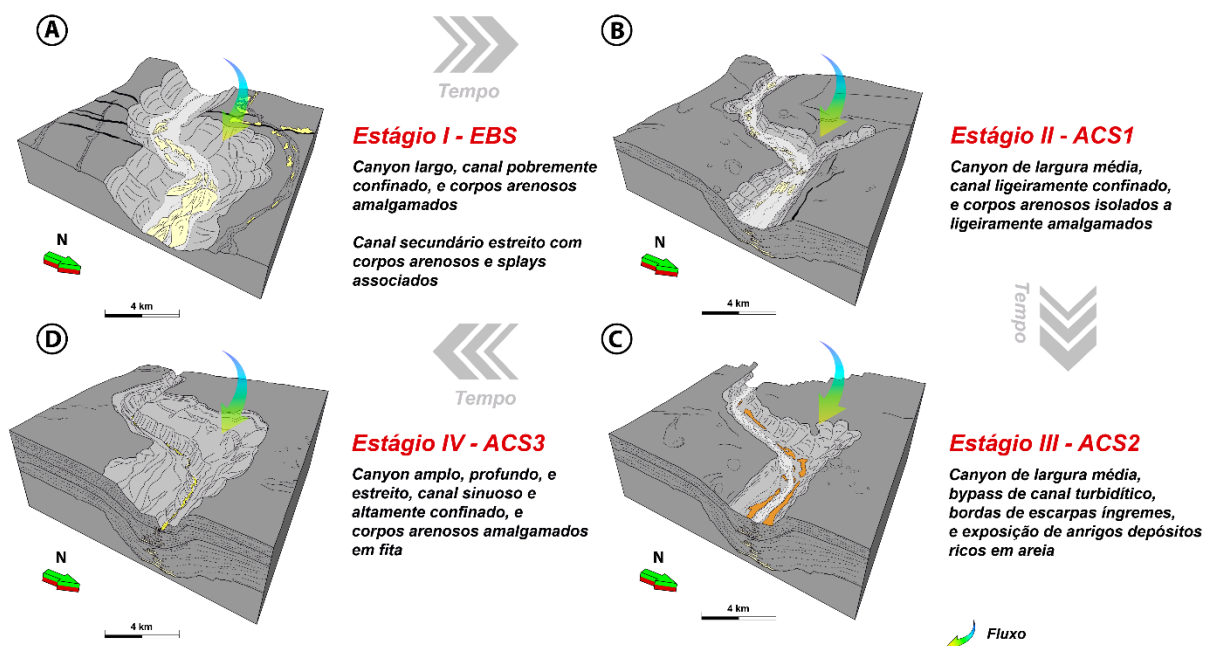 A
Tempo
Estágio I - EBS
Canyon largo, canal pobremente
confinado, e corpos arenosos
amalgamados
Canal secundário estreito com
corpos arenosos e splays
associados
N
4 km
B
Estágio II - ACS1
Canyon de largura média,
canal ligeiramente confinado,
e corpos arenosos isolados a
ligeiramente amalgamados
N
4 km
Tempo
D
Tempo
Estágio IV - ACS3
Canyon amplo, profundo, e
estreito, canal sinuoso e
altamente confinado, e
corpos arenosos amalgamados
em fita
N
4 km
C
Estágio III - ACS2
Canyon de largura média,
bypass de canal turbidítico,
bordas de escarpas íngremes,
e exposição de anrigos depósitos
ricos em areia
N
4 km
Fluxo